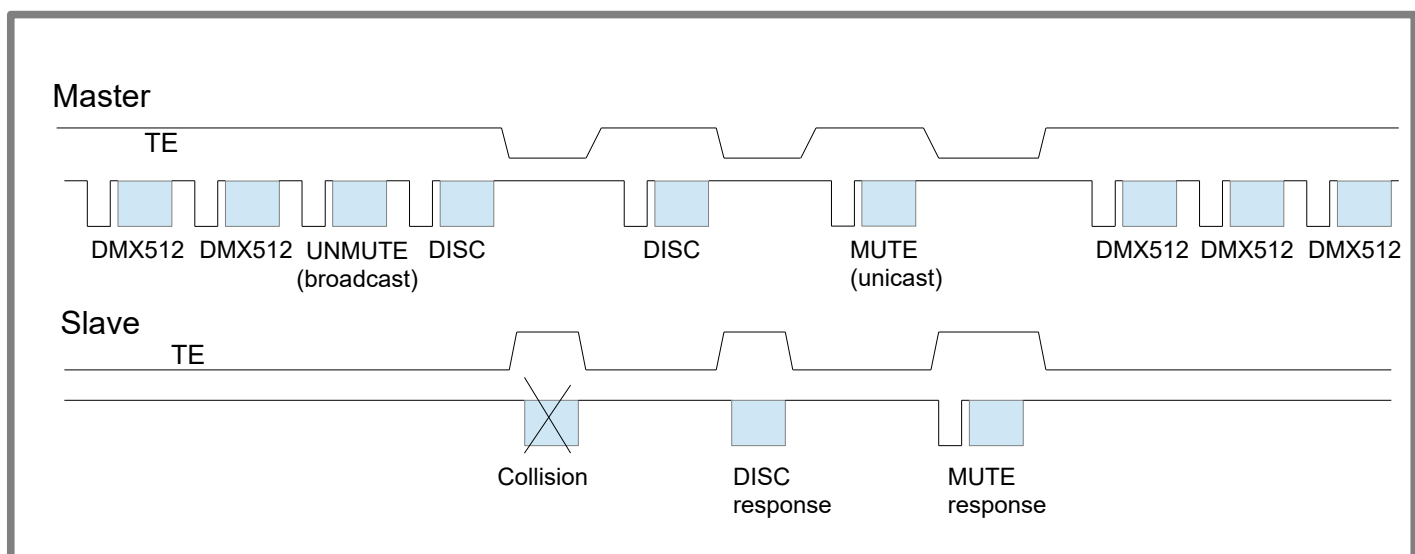 Master
TE
DMX512 DMX512 UNMUTE DISC DISC MUTE DMX512 DMX512 DMX512
(broadcast) (unicast)
Slave
TE
Collision DISC MUTE
response response